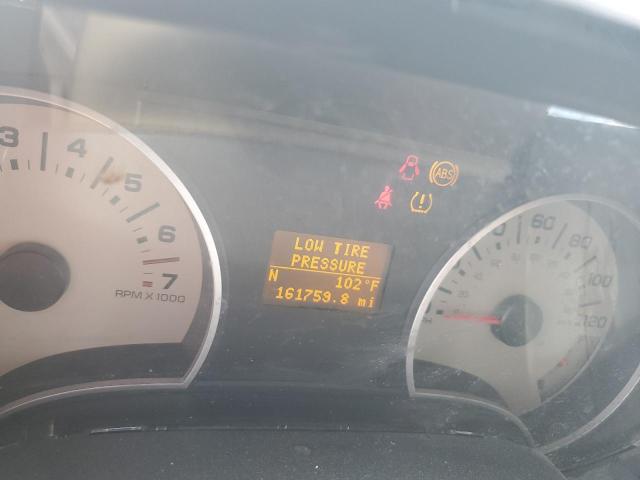 3 4 5 6 7
RPM X 1000
ABS
LOW TIRE
PRESSURE
N 102°F
161759.8 mi
60 80 100 120